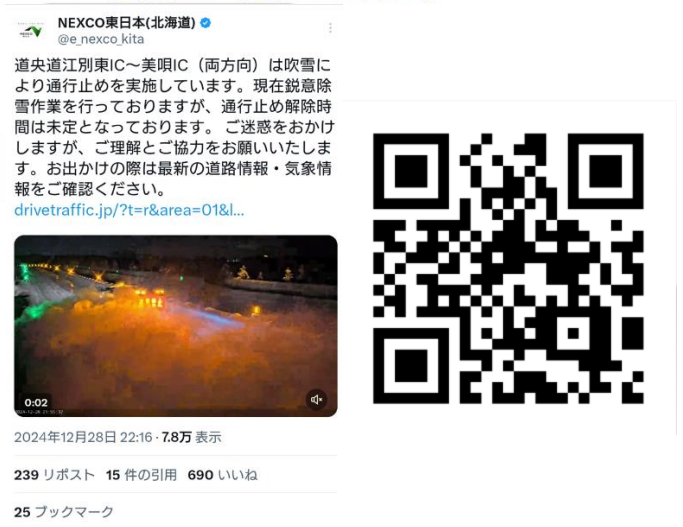 NEXCO東日本(北海道)
@e_nexco_kita
道央道江別東IC～美唄IC（両方向）は吹雪に
より通行止めを実施しています。現在鋭意除
雪作業を行っておりますが、通行止め解除時
間は未定となっております。 ご迷惑をおかけ
しますが、ご理解とご協力をお願いいたしま
す。お出かけの際は最新の道路情報・気象情
報をご確認ください。
drivetraffic.jp/?t=r&area=01&l...
0:02
2024年12月28日 22:16 · 7.8万 表示
239 リポスト 15 件の引用 690 いいね
25 ブックマーク